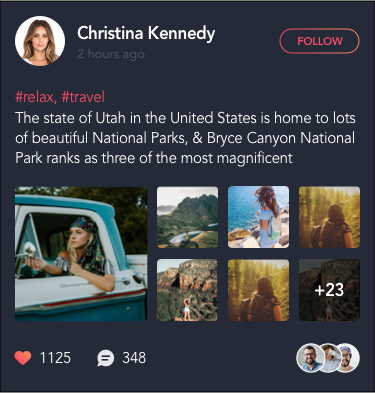 Christina Kennedy
FOLLOW
2 hours ago
#relax, #travel
The state of Utah in the United States is home to lots
of beautiful National Parks, & Bryce Canyon National
Park ranks as three of the most magnificent
+23
1125
348